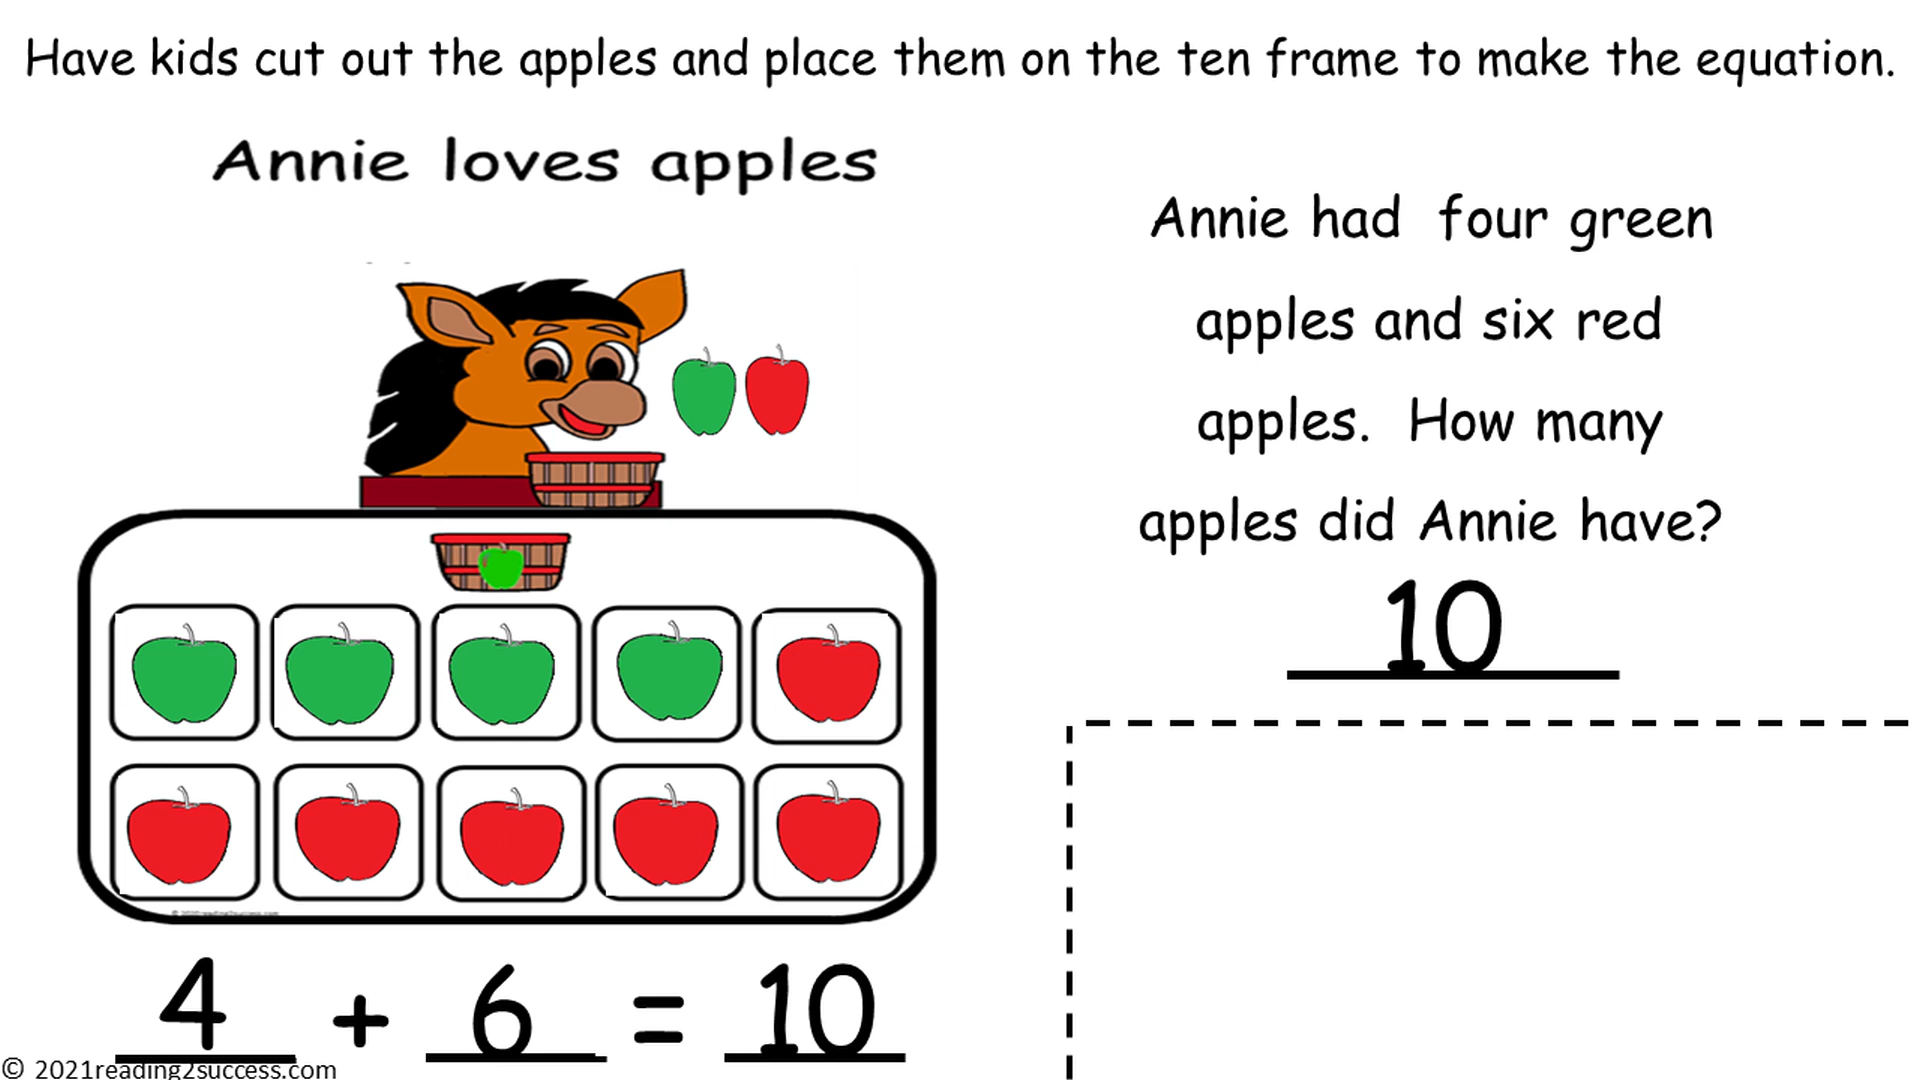 Have kids cut out the apples and place them on the ten frame to make the equation.
Annie loves apples
Annie had four green
apples and six red
apples. How many
apples did Annie have?
10
4 + 6 = 10
© 2021reading2success.com